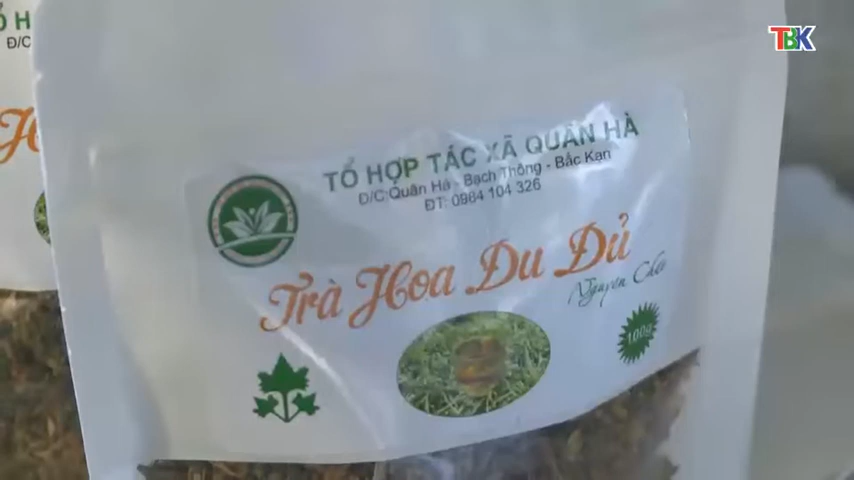 TBK
TỔ HỢP TÁC XÃ QUÂN HÀ
Đ/C:Quân Hà - Bạch Thông - Bắc Kạn
ĐT: 0984 104 326
Trà Hoa Đu Đủ
Nguyên Chất
100g
Đ/C